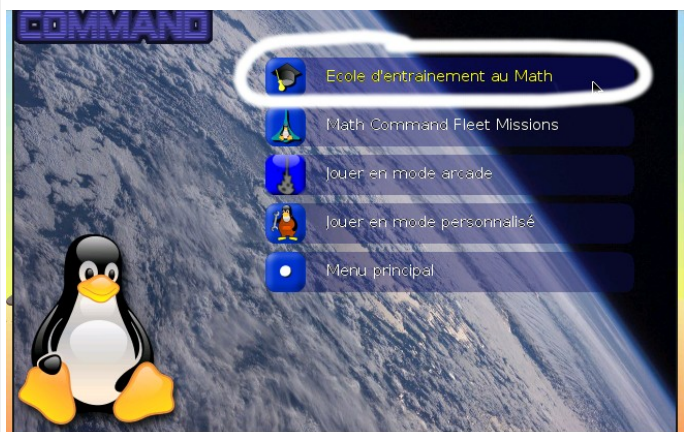 COMMAND
Ecole d'entrainement au Math
Math Command Fleet Missions
Jouer en mode arcade
Jouer en mode personnalisé
Menu principal